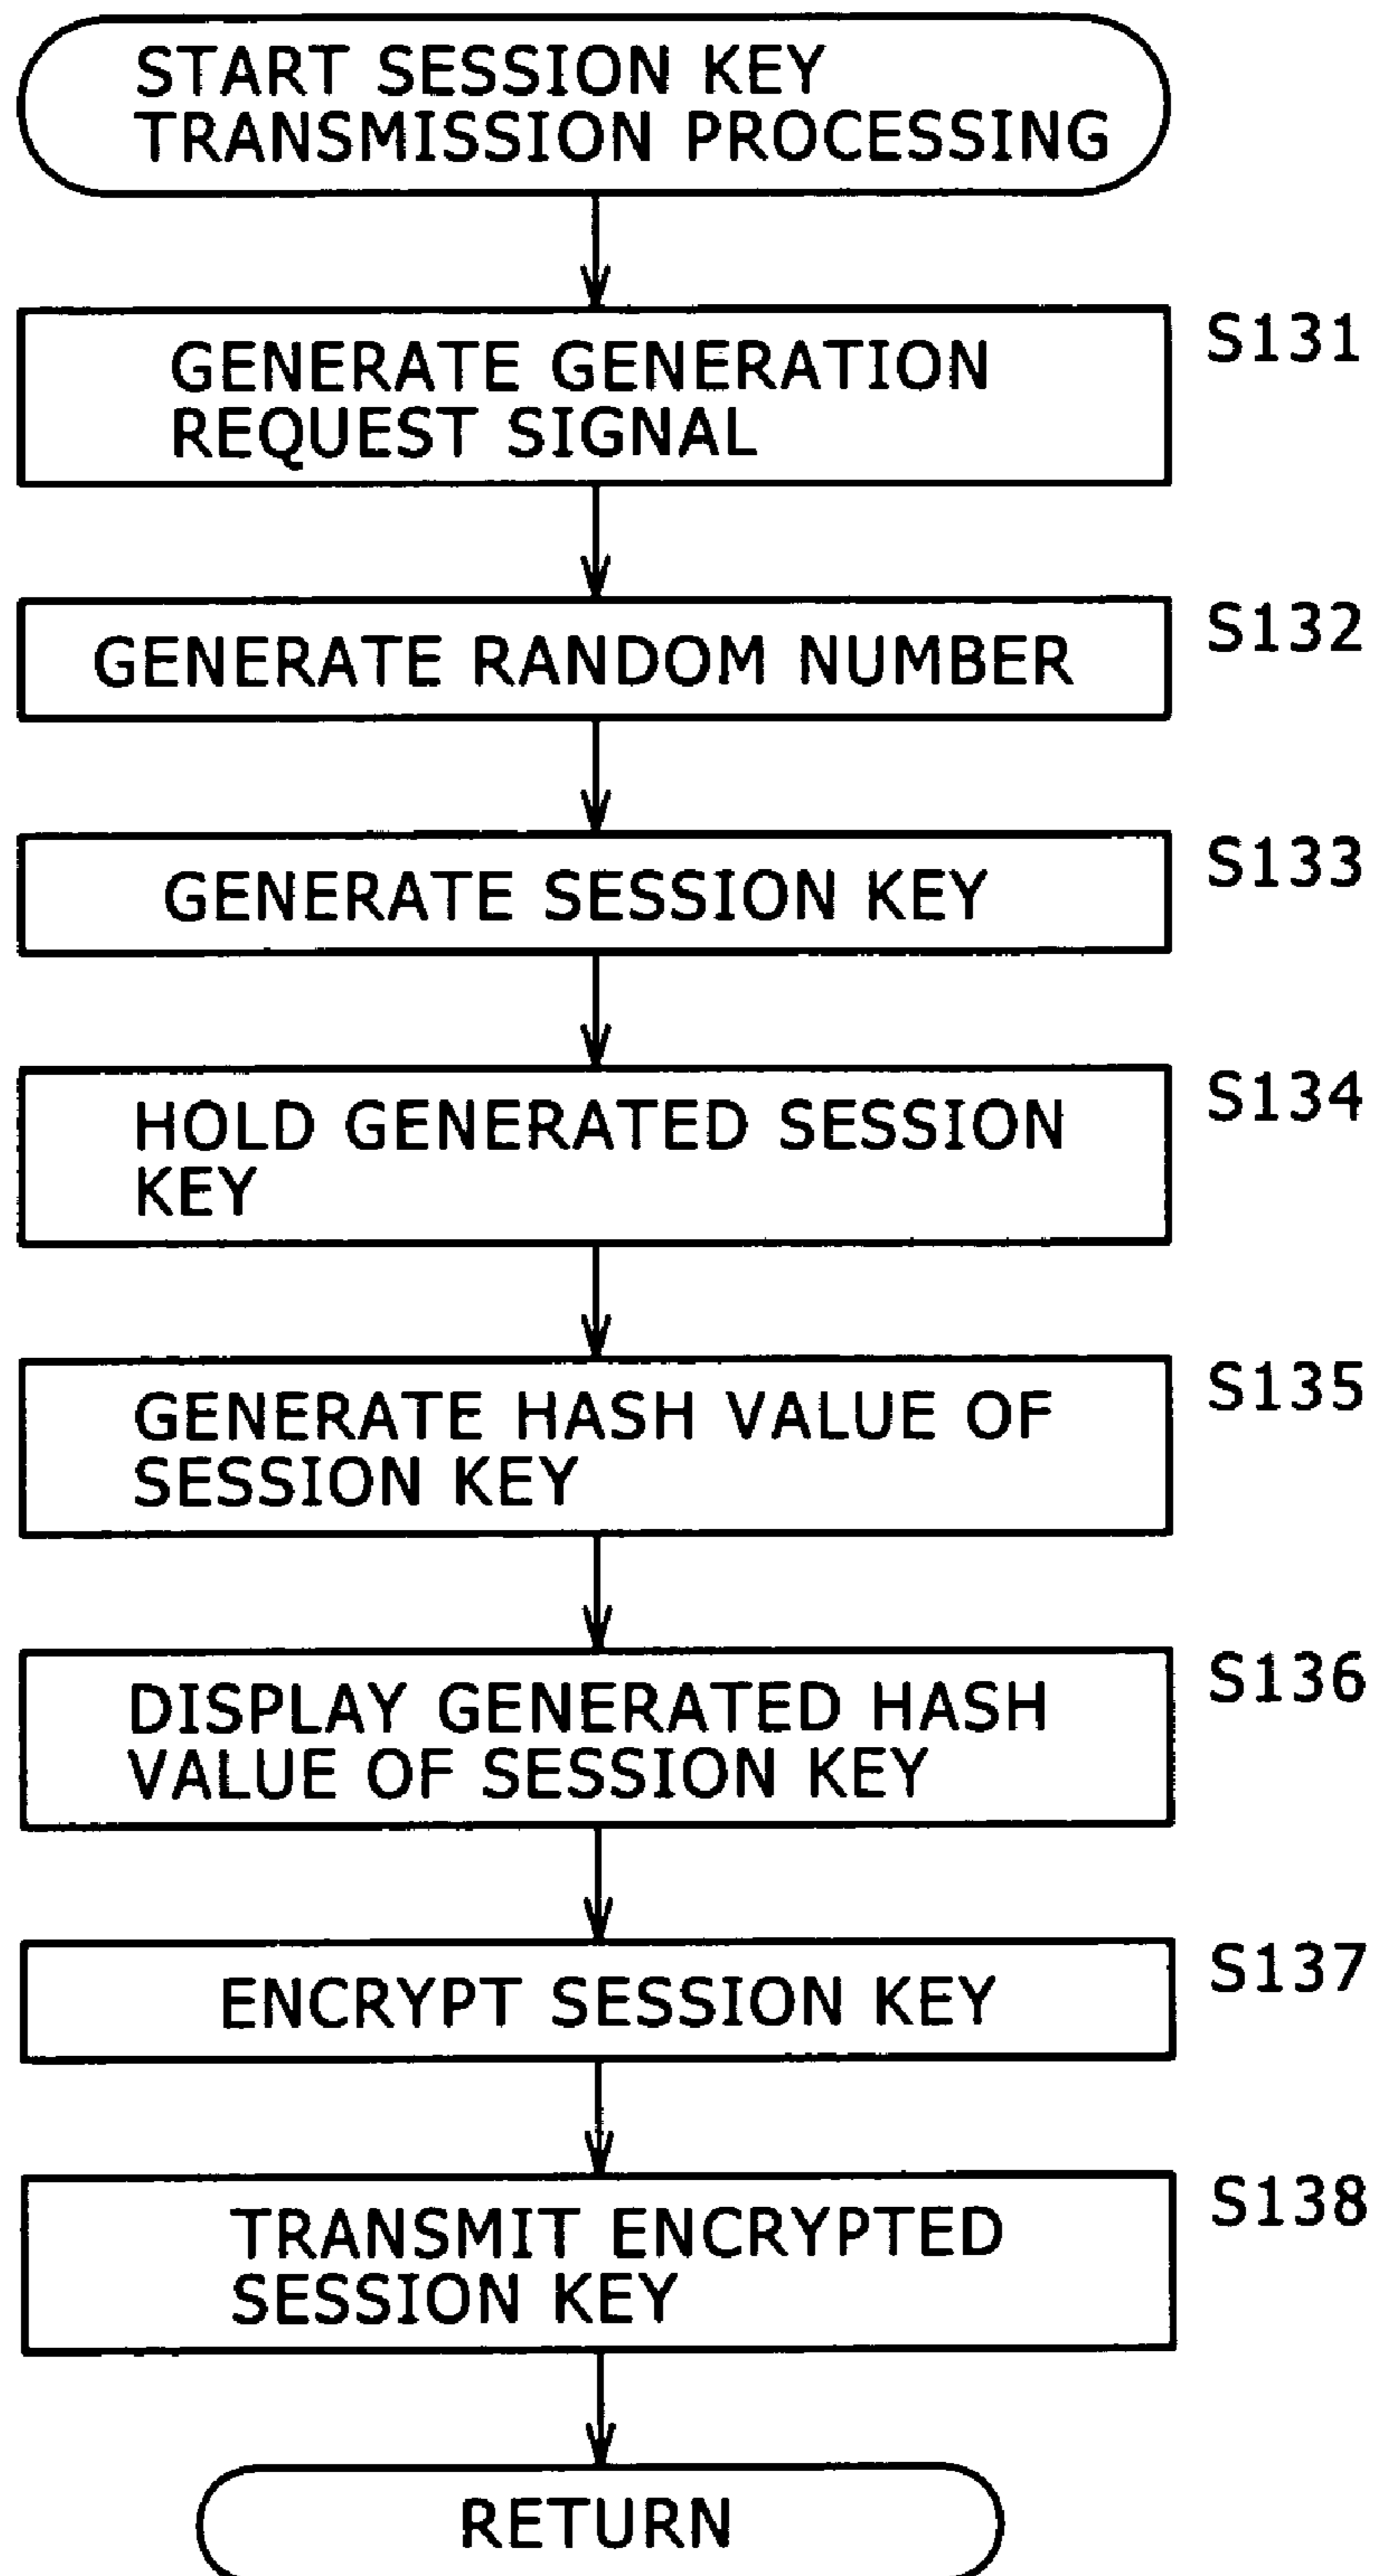 START SESSION KEY
TRANSMISSION PROCESSING
GENERATE GENERATION
REQUEST SIGNAL
S131
GENERATE RANDOM NUMBER
S132
GENERATE SESSION KEY
S133
HOLD GENERATED SESSION
KEY
S134
GENERATE HASH VALUE OF
SESSION KEY
S135
DISPLAY GENERATED HASH
VALUE OF SESSION KEY
S136
ENCRYPT SESSION KEY
S137
TRANSMIT ENCRYPTED
SESSION KEY
S138
RETURN